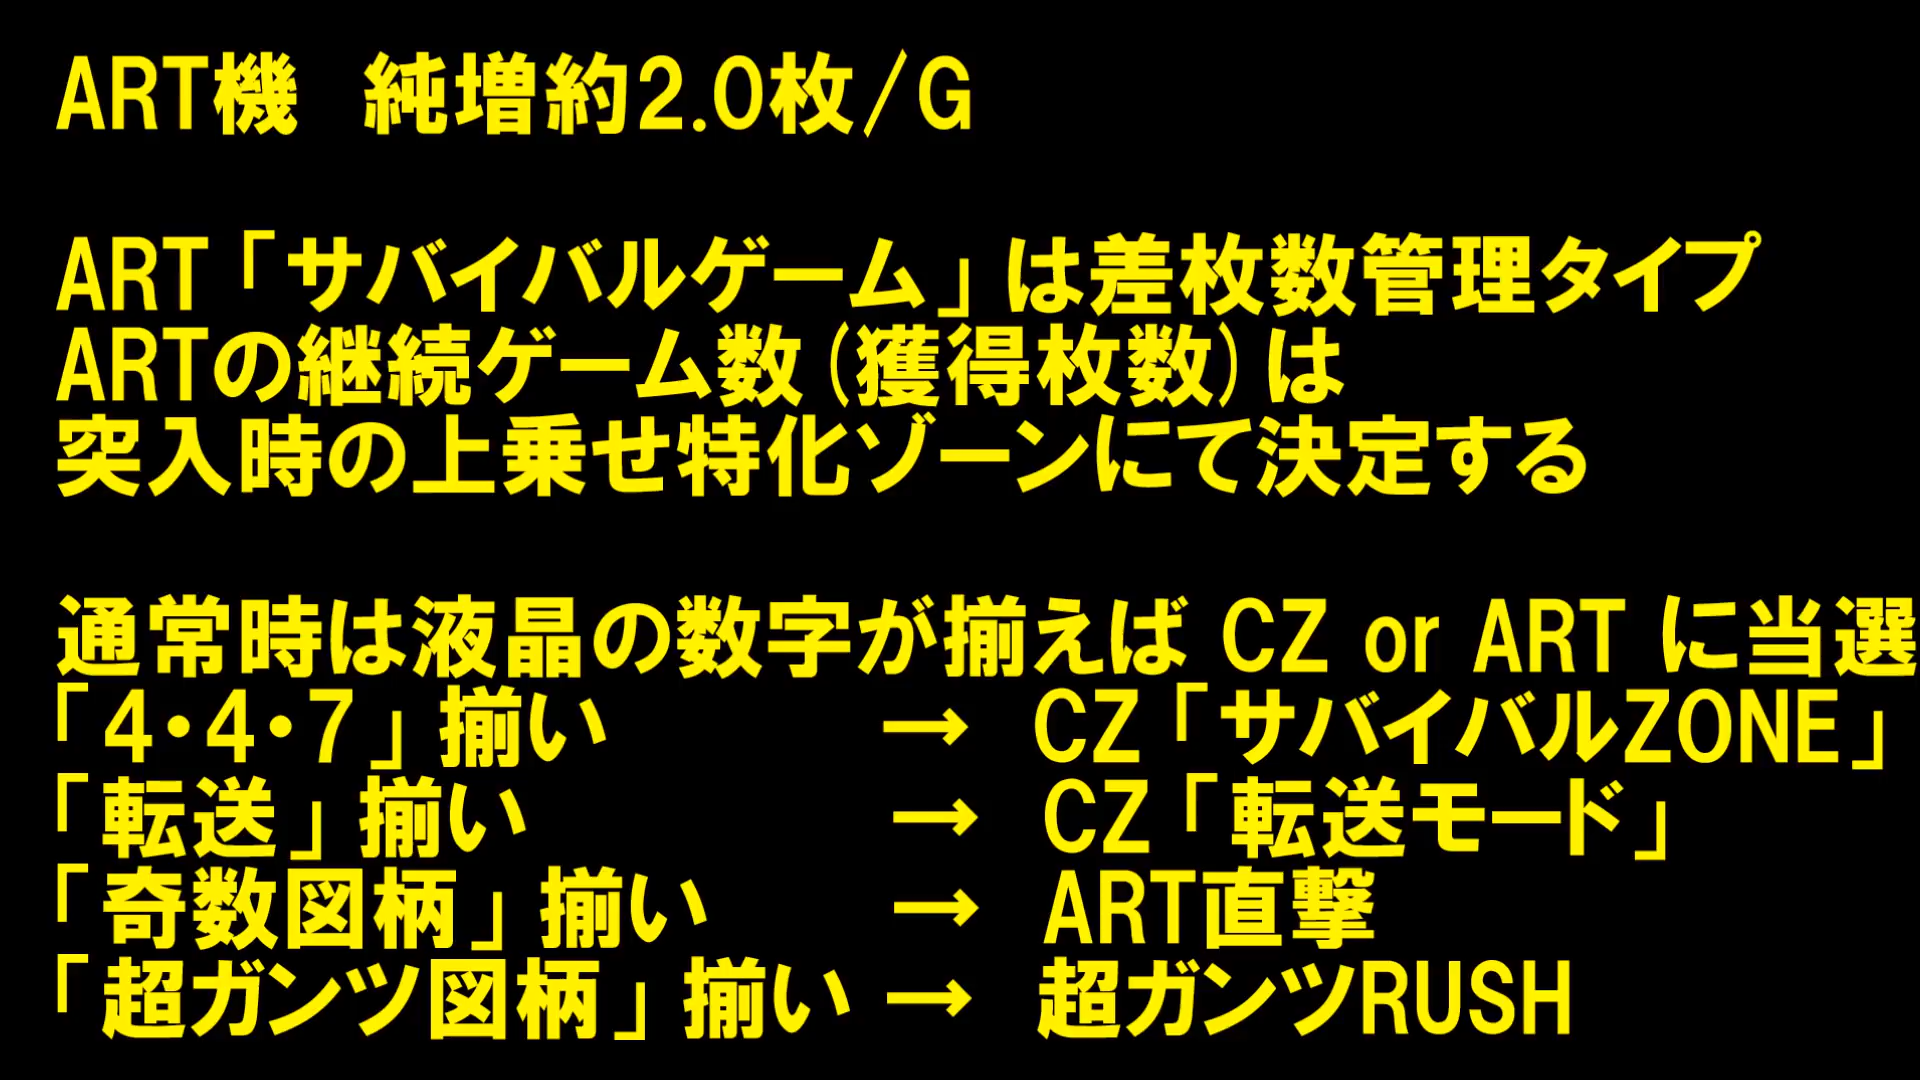 ART機　純増約2.0枚/G
ART「サバイバルゲーム」は差枚数管理タイプ
ARTの継続ゲーム数(獲得枚数)は
突入時の上乗せ特化ゾーンにて決定する
通常時は液晶の数字が揃えば CZ or ART に当選
「4・4・7」揃い → CZ「サバイバルZONE」
「転送」揃い → CZ「転送モード」
「奇数図柄」揃い → ART直撃
「超ガンツ図柄」揃い → 超ガンツRUSH